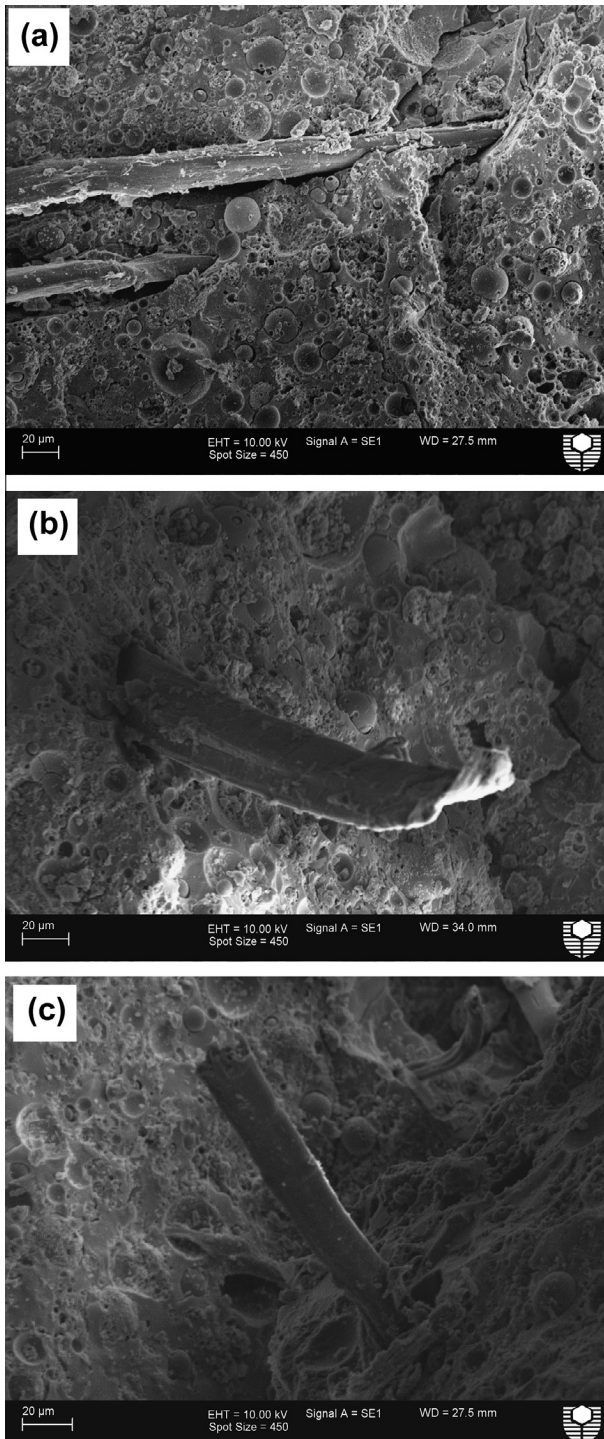 (a)
20 µm
EHT = 10.00 kV Signal A = SE1 WD = 27.5 mm
Spot Size = 450
(b)
20 µm
EHT = 10.00 kV Signal A = SE1 WD = 34.0 mm
Spot Size = 450
(c)
20 µm
EHT = 10.00 kV Signal A = SE1 WD = 27.5 mm
Spot Size = 450